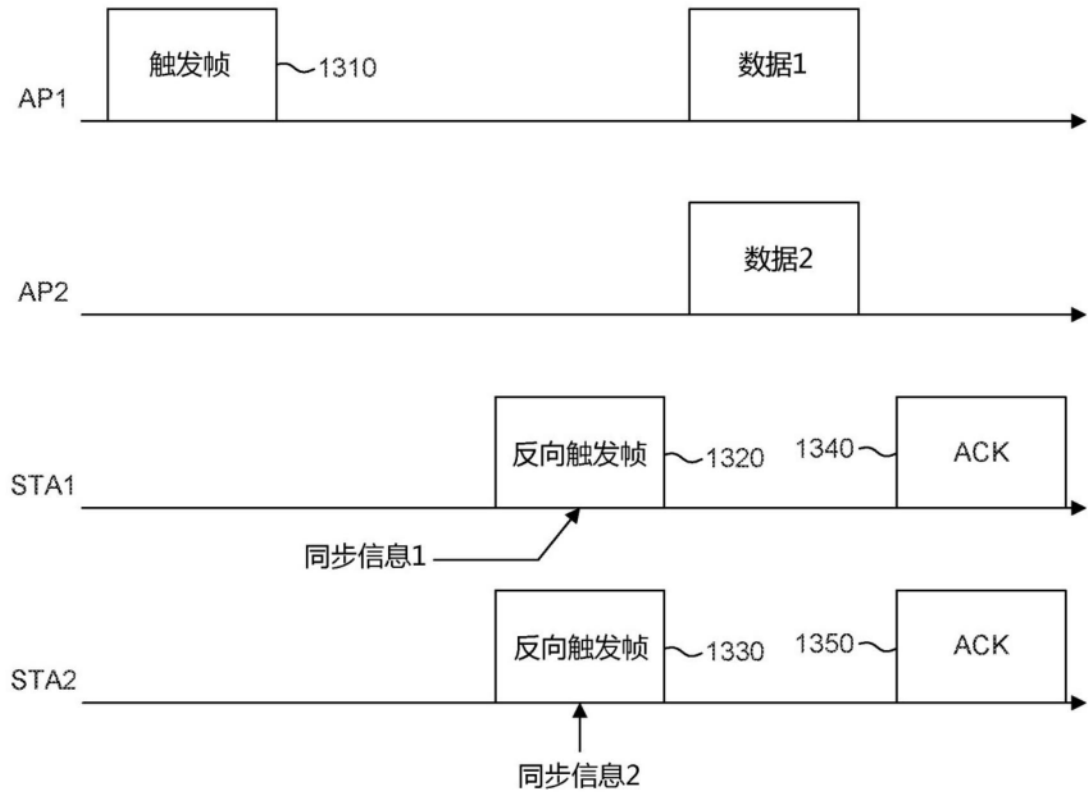 触发帧
1310
数据1
AP1
数据2
AP2
反向触发帧
1320
1340
ACK
STA1
同步信息1
反向触发帧
1330
1350
ACK
STA2
同步信息2